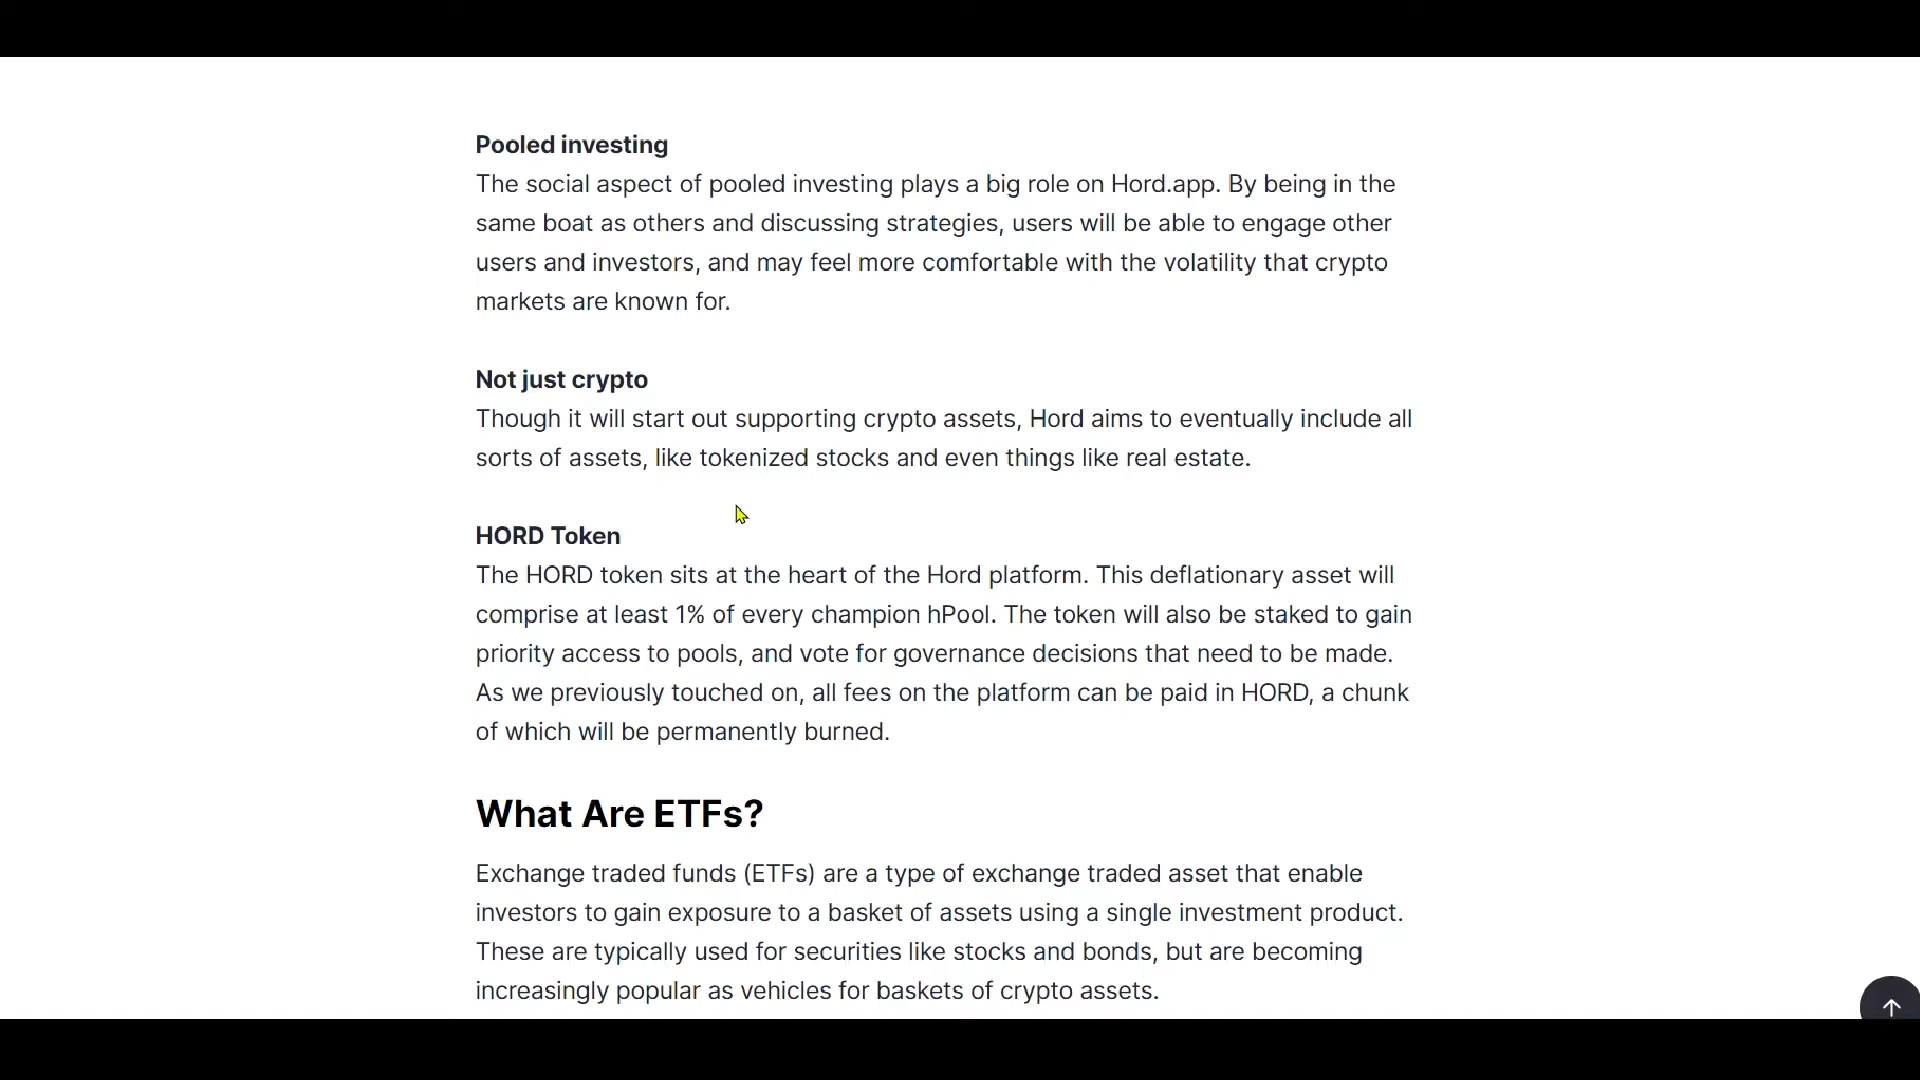 Pooled investing
The social aspect of pooled investing plays a big role on Hord.app. By being in the
same boat as others and discussing strategies, users will be able to engage other
users and investors, and may feel more comfortable with the volatility that crypto
markets are known for.
Not just crypto
Though it will start out supporting crypto assets, Hord aims to eventually include all
sorts of assets, like tokenized stocks and even things like real estate.
HORD Token
The HORD token sits at the heart of the Hord platform. This deflationary asset will
comprise at least 1% of every champion hPool. The token will also be staked to gain
priority access to pools, and vote for governance decisions that need to be made.
As we previously touched on, all fees on the platform can be paid in HORD, a chunk
of which will be permanently burned.
What Are ETFs?
Exchange traded funds (ETFs) are a type of exchange traded asset that enable
investors to gain exposure to a basket of assets using a single investment product.
These are typically used for securities like stocks and bonds, but are becoming
increasingly popular as vehicles for baskets of crypto assets.